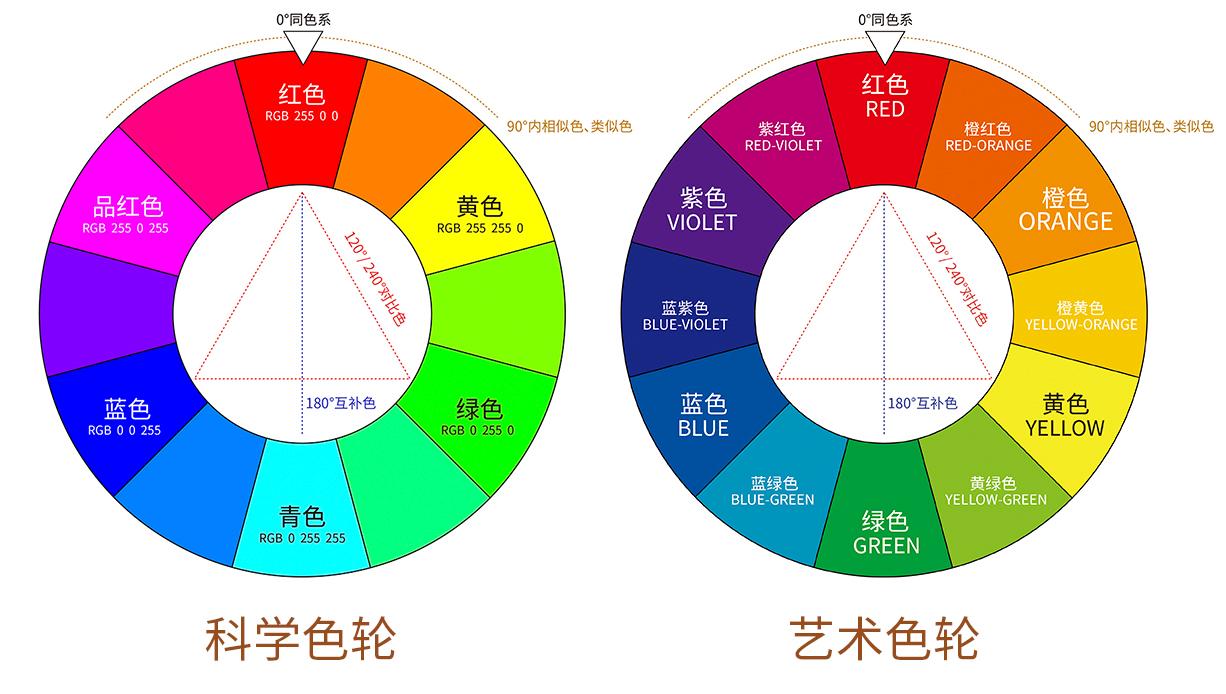 0°同色系
90°内相似色、类似色
红色
RGB 255 0 0
品红色
RGB 255 0 255
黄色
RGB 255 255 0
120°/240°对比色
180°互补色
蓝色
RGB 0 0 255
绿色
RGB 0 255 0
青色
RGB 0 255 255
科学色轮
0°同色系
90°内相似色、类似色
红色
RED
紫红色
RED-VIOLET
橙红色
RED-ORANGE
紫色
VIOLET
橙色
ORANGE
120°/240°对比色
蓝紫色
BLUE-VIOLET
橙黄色
YELLOW-ORANGE
180°互补色
蓝色
BLUE
黄色
YELLOW
蓝绿色
BLUE-GREEN
黄绿色
YELLOW-GREEN
绿色
GREEN
艺术色轮